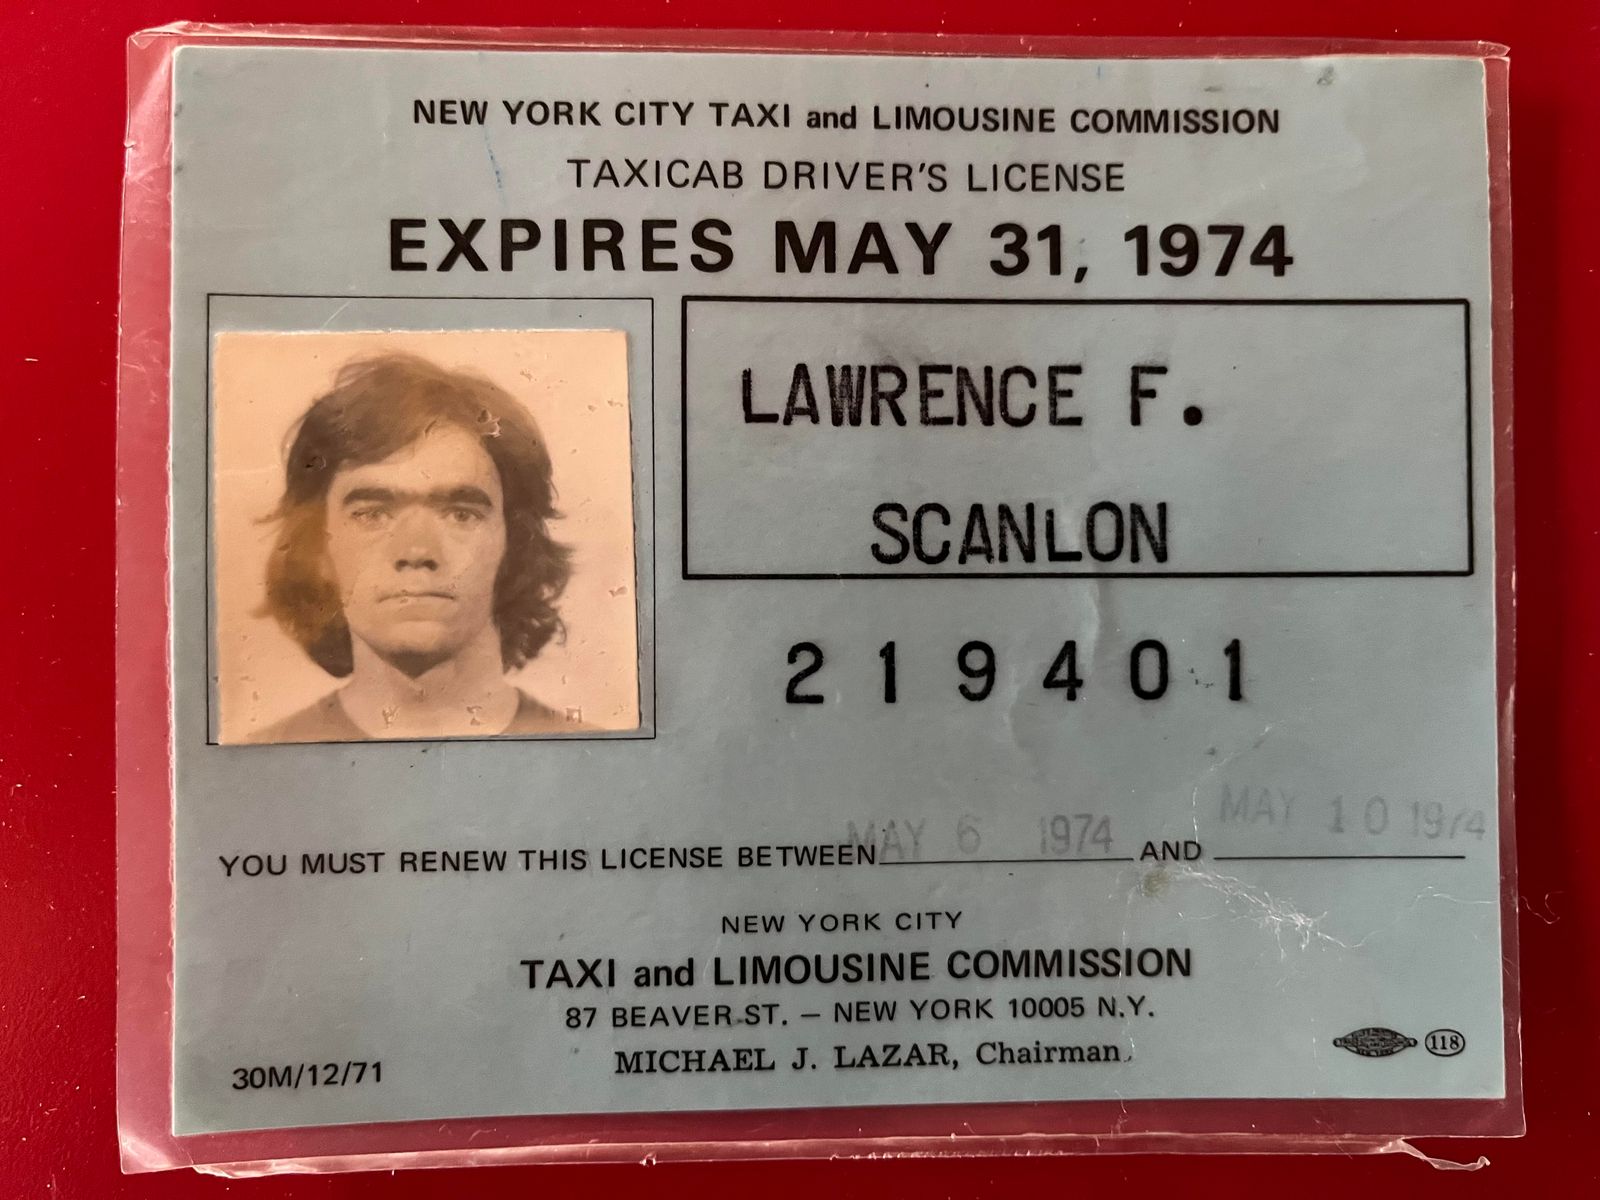 NEW YORK CITY TAXI and LIMOUSINE COMMISSION
TAXICAB DRIVER'S LICENSE
EXPIRES MAY 31, 1974
LAWRENCE F.
SCANLON
219401
YOU MUST RENEW THIS LICENSE BETWEEN MAY 6 1974 AND MAY 10 1974
NEW YORK CITY
TAXI and LIMOUSINE COMMISSION
87 BEAVER ST. — NEW YORK 10005 N.Y.
MICHAEL J. LAZAR, Chairman
30M/12/71
118